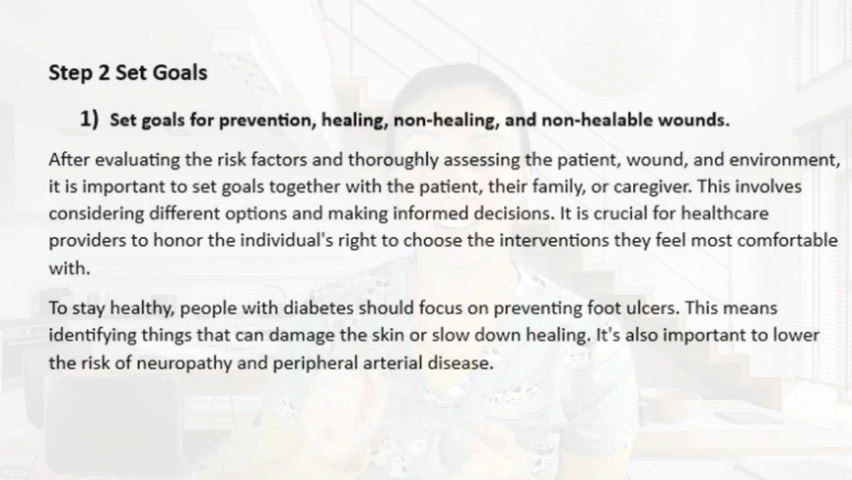 Step 2 Set Goals
1) Set goals for prevention, healing, non-healing, and non-healable wounds.
After evaluating the risk factors and thoroughly assessing the patient, wound, and environment,
it is important to set goals together with the patient, their family, or caregiver. This involves
considering different options and making informed decisions. It is crucial for healthcare
providers to honor the individual's right to choose the interventions they feel most comfortable
with.
To stay healthy, people with diabetes should focus on preventing foot ulcers. This means
identifying things that can damage the skin or slow down healing. It's also important to lower
the risk of neuropathy and peripheral arterial disease.